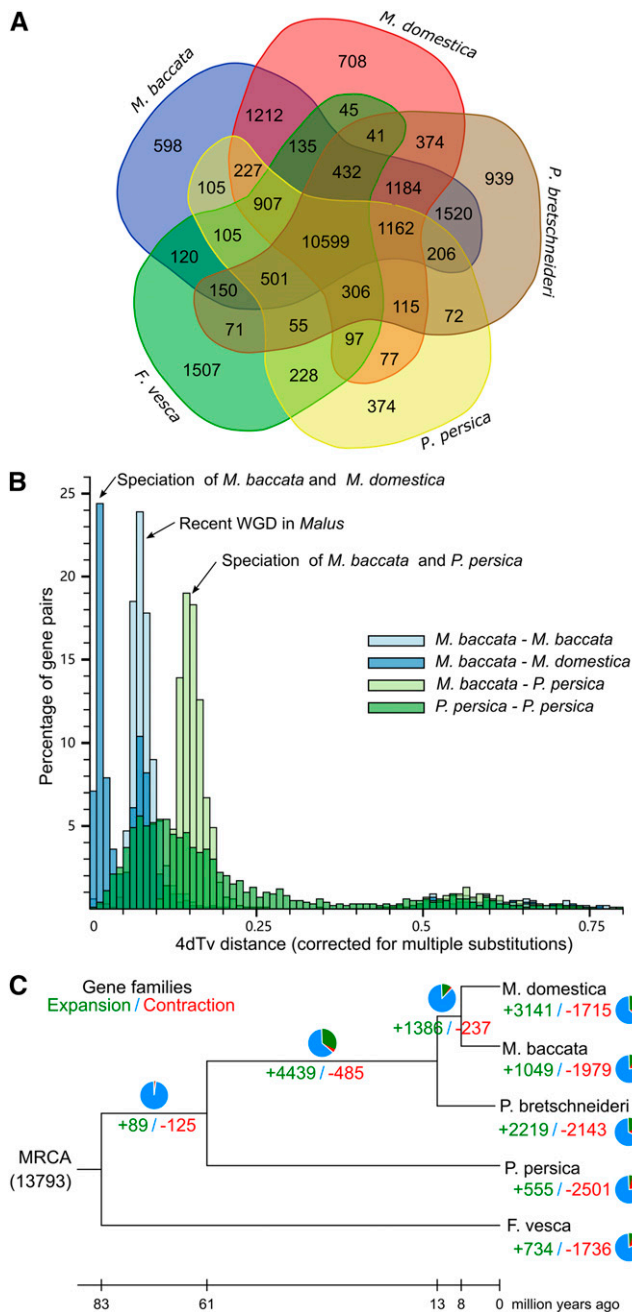 A
M. baccata
M. domestica
P. bretschneideri
P. persica
F. vesca
708
1212
45
135
41
374
598
227
432
1184
939
105
907
1520
1162
105
10599
206
120
501
150
306
115
72
71
55
97
1507
228
77
374
B
Speciation of M. baccata and M. domestica
Recent WGD in Malus
Speciation of M. baccata and P. persica
Percentage of gene pairs
25
20
15
10
5
M. baccata - M. baccata
M. baccata - M. domestica
M. baccata - P. persica
P. persica - P. persica
0 0.25 0.5 0.75
4dTv distance (corrected for multiple substitutions)
C
Gene families
Expansion / Contraction
M. domestica
+3141 / -1715
+1386 / -237
M. baccata
+1049 / -1979
+4439 / -485
P. bretschneideri
+2219 / -2143
+89 / -125
MRCA
(13793)
P. persica
+555 / -2501
F. vesca
+734 / -1736
83 61 13 8 0 million years ago